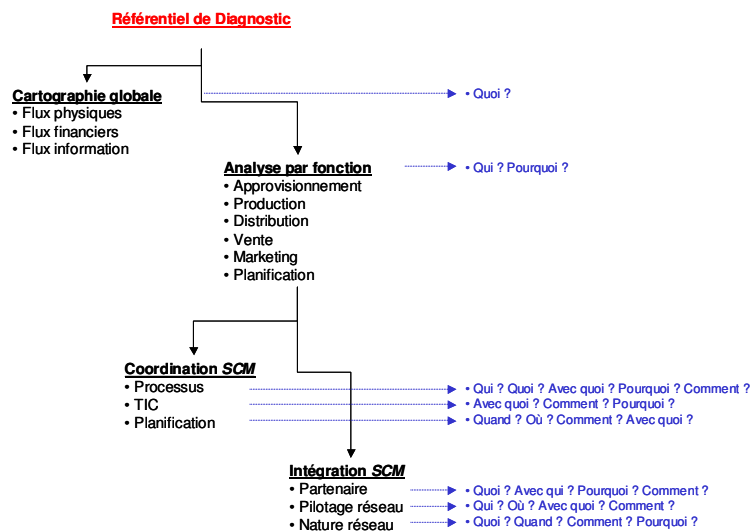 Référentiel de Diagnostic
Cartographie globale
• Flux physiques
• Flux financiers
• Flux information
• Quoi ?
Analyse par fonction
• Approvisionnement
• Production
• Distribution
• Vente
• Marketing
• Planification
• Qui ? Pourquoi ?
Coordination SCM
• Processus
• Qui ? Quoi ? Avec quoi ? Pourquoi ? Comment ?
• TIC
• Avec quoi ? Comment ? Pourquoi ?
• Planification
• Quand ? Où ? Comment ? Avec quoi ?
Intégration SCM
• Partenaire
• Quoi ? Avec qui ? Pourquoi ? Comment ?
• Pilotage réseau
• Qui ? Où ? Avec quoi ? Comment ?
• Nature réseau
• Quoi ? Quand ? Comment ? Pourquoi ?